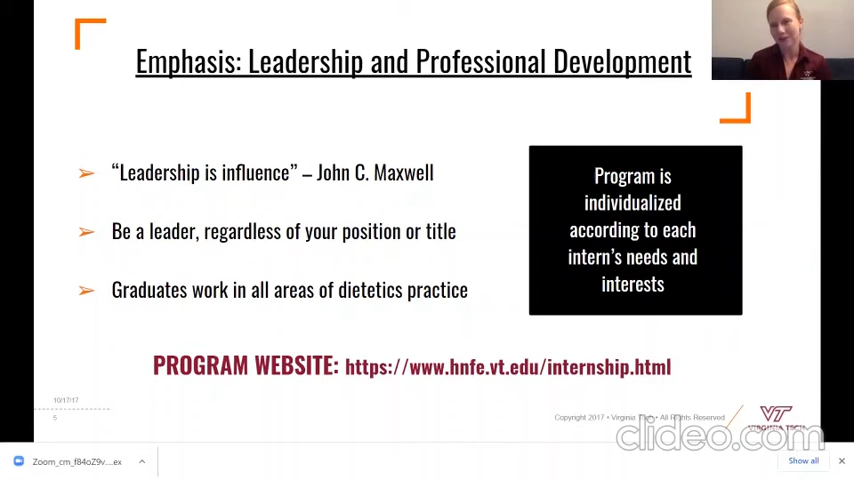 Emphasis: Leadership and Professional Development
➢ “Leadership is influence” – John C. Maxwell
➢ Be a leader, regardless of your position or title
➢ Graduates work in all areas of dietetics practice
Program is
individualized
according to each
intern’s needs and
interests
PROGRAM WEBSITE: https://www.hnfe.vt.edu/internship.html
10/17/17
5
Copyright 2017 • Virginia Tech • All Rights Reserved
VT
VIRGINIA TECH
clideo.com
Zoom_cm_f84oZ9v....ex
Show all